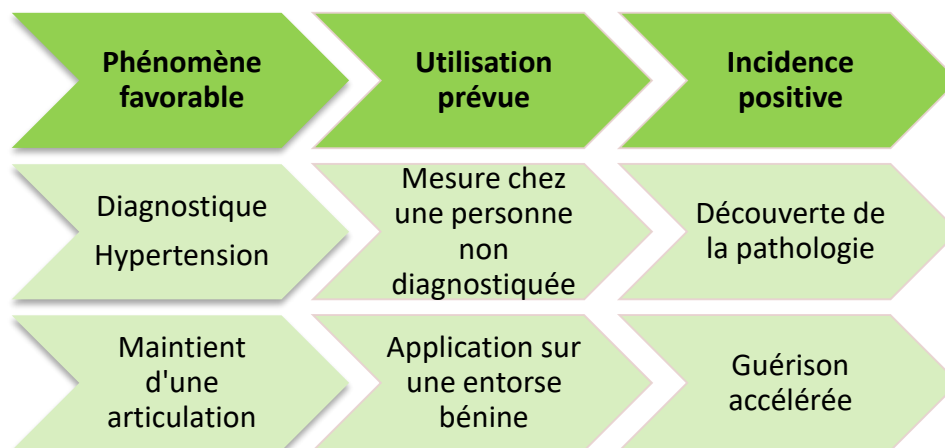 Phénomène
favorable
Utilisation
prévue
Incidence
positive
Diagnostique
Hypertension
Mesure chez
une personne
non
diagnostiquée
Découverte de
la pathologie
Maintient
d'une
articulation
Application sur
une entorse
bénine
Guérison
accélérée